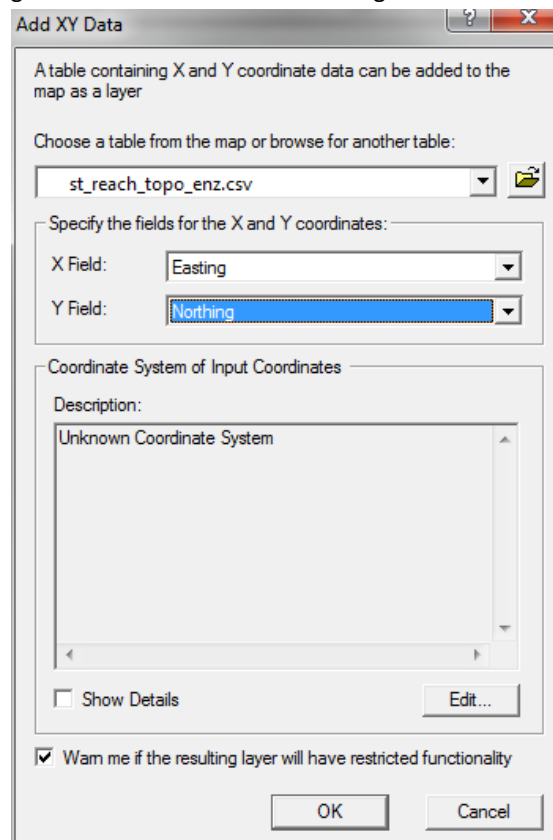 Add XY Data
A table containing X and Y coordinate data can be added to the
map as a layer
Choose a table from the map or browse for another table:
st_reach_topo_enz.csv
Specify the fields for the X and Y coordinates:
X Field:
Easting
Y Field:
Northing
Coordinate System of Input Coordinates
Description:
Unknown Coordinate System
Show Details
Edit...
Warn me if the resulting layer will have restricted functionality
OK
Cancel